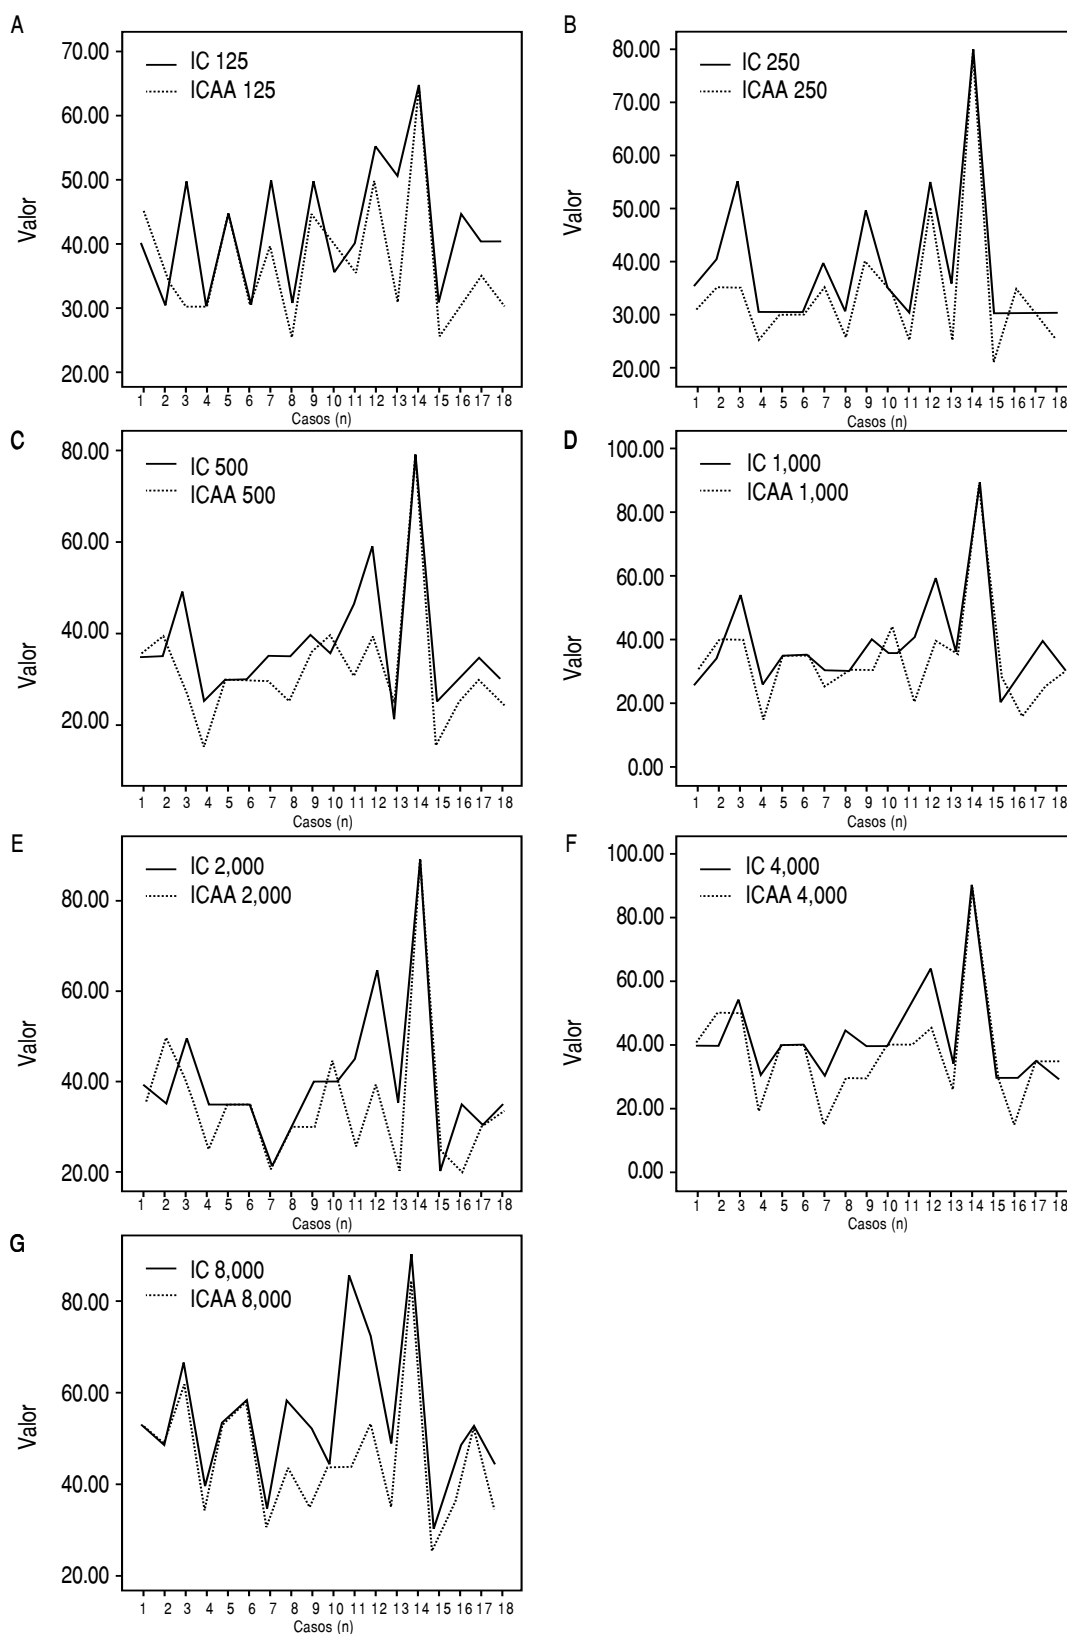 A
70.00
60.00
50.00
40.00
30.00
20.00
Valor
IC 125
ICAA 125
1 2 3 4 5 6 7 8 9 10 11 12 13 14 15 16 17 18
Casos (n)
B
80.00
70.00
60.00
50.00
40.00
30.00
20.00
Valor
IC 250
ICAA 250
1 2 3 4 5 6 7 8 9 10 11 12 13 14 15 16 17 18
Casos (n)
C
80.00
60.00
40.00
20.00
Valor
IC 500
ICAA 500
1 2 3 4 5 6 7 8 9 10 11 12 13 14 15 16 17 18
Casos (n)
D
100.00
80.00
60.00
40.00
20.00
0.00
Valor
IC 1,000
ICAA 1,000
1 2 3 4 5 6 7 8 9 10 11 12 13 14 15 16 17 18
Casos (n)
E
80.00
60.00
40.00
20.00
Valor
IC 2,000
ICAA 2,000
1 2 3 4 5 6 7 8 9 10 11 12 13 14 15 16 17 18
Casos (n)
F
100.00
80.00
60.00
40.00
20.00
0.00
Valor
IC 4,000
ICAA 4,000
1 2 3 4 5 6 7 8 9 10 11 12 13 14 15 16 17 18
Casos (n)
G
80.00
60.00
40.00
20.00
Valor
IC 8,000
ICAA 8,000
1 2 3 4 5 6 7 8 9 10 11 12 13 14 15 16 17 18
Casos (n)